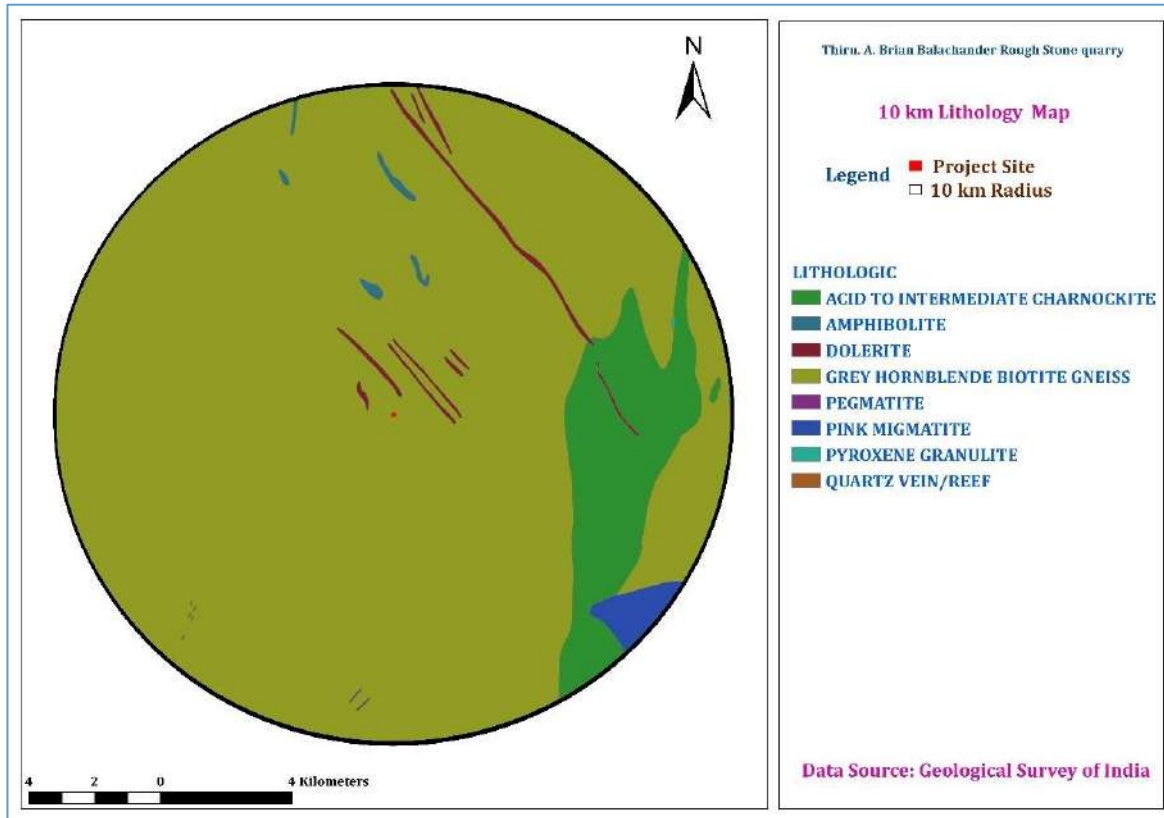 N
4 2 0 4 Kilometers
Thiru. A. Brian Balachander Rough Stone quarry
10 km Lithology Map
Legend
Project Site
10 km Radius
LITHOLOGIC
ACID TO INTERMEDIATE CHARNOCKITE
AMPHIBOLITE
DOLERITE
GREY HORNBLENDE BIOTITE GNEISS
PEGMATITE
PINK MIGMATITE
PYROXENE GRANULITE
QUARTZ VEIN/REEF
Data Source: Geological Survey of India